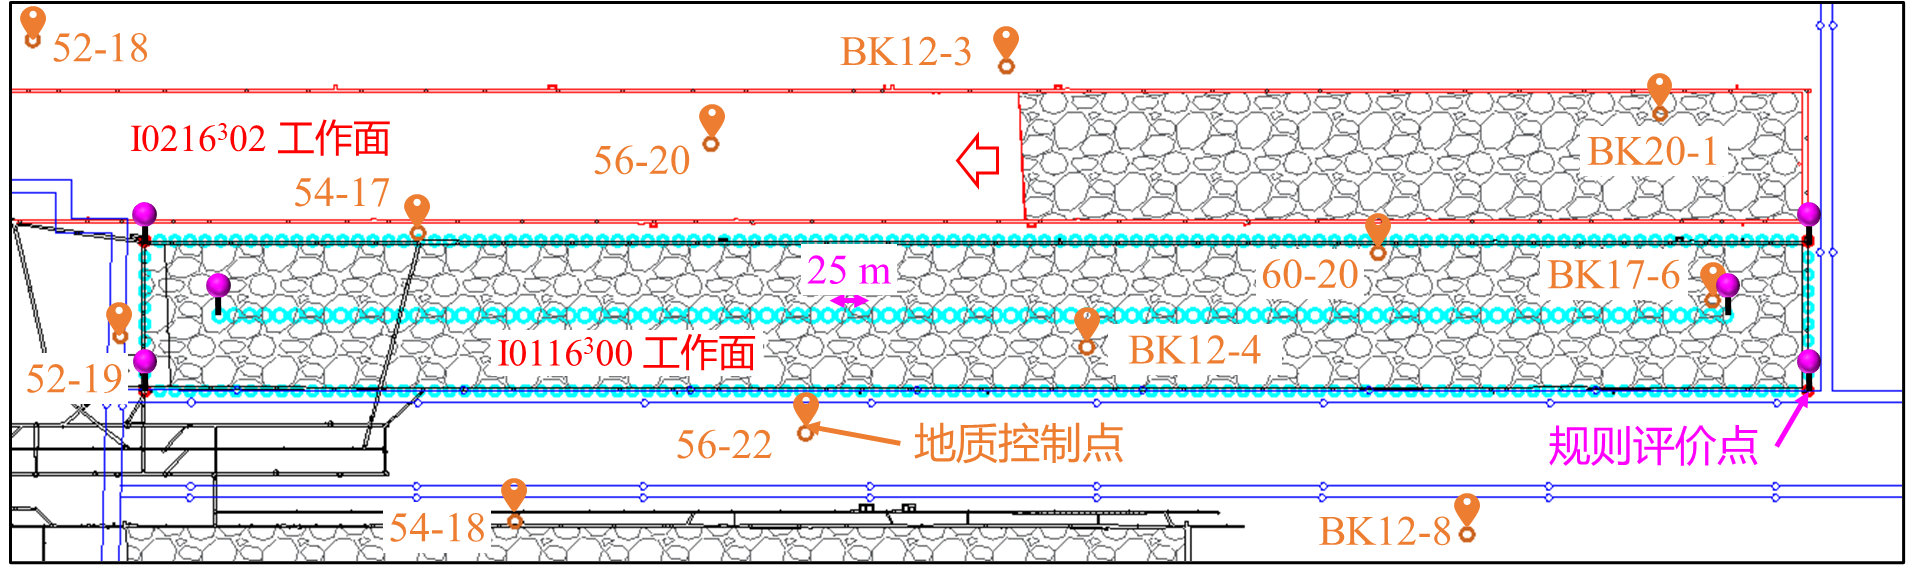 52-18
BK12-3
I0216³02 工作面
56-20
BK20-1
54-17
25 m
60-20
BK17-6
I0116³00 工作面
BK12-4
52-19
56-22
地质控制点
规则评价点
54-18
BK12-8